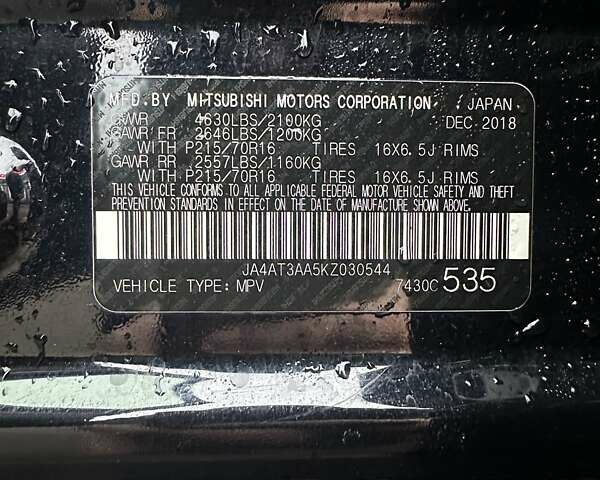 MFD. BY MITSUBISHI MOTORS CORPORATION JAPAN
GVWR 4630LBS/2100KG DEC 2018
GAWR FR 2646LBS/1200KG
WITH P215/70R16 TIRES 16X6.5J RIMS
GAWR RR 2557LBS/1160KG
WITH P215/70R16 TIRES 16X6.5J RIMS
THIS VEHICLE CONFORMS TO ALL APPLICABLE FEDERAL MOTOR VEHICLE SAFETY AND THEFT
PREVENTION STANDARDS IN EFFECT ON THE DATE OF MANUFACTURE SHOWN ABOVE.
JA4AT3AA5KZ030544
VEHICLE TYPE: MPV 7430C 535